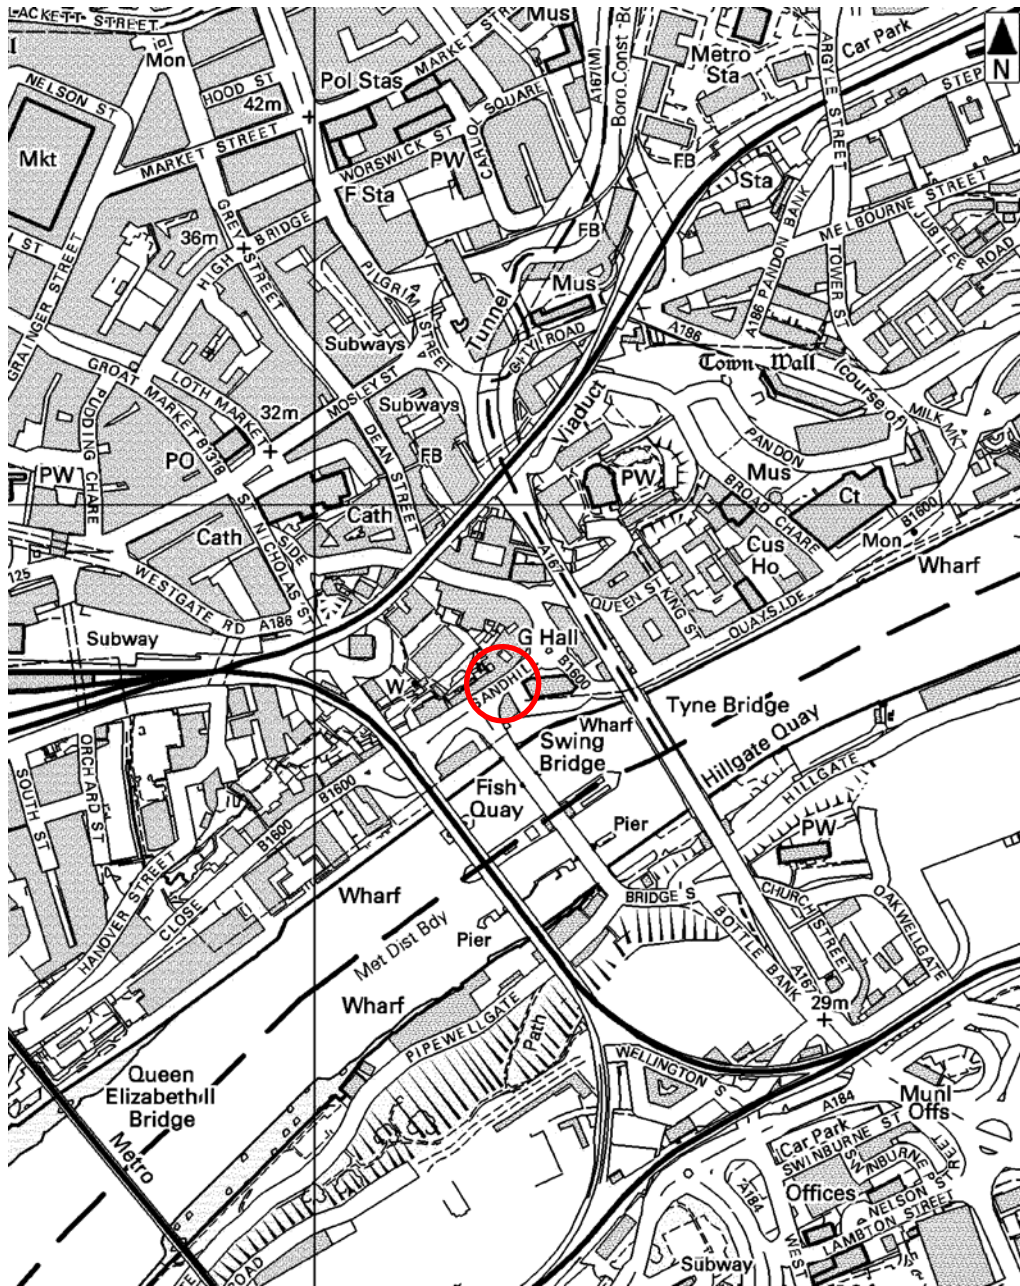 ACKETT STREET
Mon
NELSON ST
HOOD ST
42m
Pol Stas
MARKET ST
Mus
A167(M)
Boro Const Bo
Metro
Sta
ARGYLE STREET
Car Park
N
STEP
Mkt
MARKET STREET
WORSWICK ST
CARLIOL SQUARE
PW
F Sta
FB
Sta
MELBOURNE STREET
JUBILEE ROAD
36m
GREY STREET
HIGH BRIDGE
PILGRIM STREET
FB
PANDON BANK
A186
TOWER ST
GRAINGER STREET
Tunnel
Mus
CITY ROAD
A186
Subways
Town Wall
(course of)
GROAT MARKET
LOTH MARKET
MOSLEY ST
Subways
Viaduct
MILK MKT
32m
PUDDING CHARE
B1318
DEAN STREET
PANDON
PW
PO
FB
PW
Mus
BROAD CHARE
Ct
B1600
Cath
ST NICHOLAS' ST
SIDE
Cath
A167
Cus
Ho
Mon
Wharf
125
WESTGATE RD
A186
QUEEN ST
KING ST
QUAYSIDE
Subway
G Hall
W
SANDHILL
B1600
Tyne Bridge
Wharf
Swing
Bridge
Hillgate Quay
ORCHARD ST
SOUTH ST
B1600
Fish
Quay
HILLGATE
Pier
PW
HANOVER STREET
CLOSE
Wharf
BRIDGE S
CHURCH STREET
OAKWELLGATE
BOTTLE BANK
Met Dist Bdy
Pier
A167
29m
Wharf
PIPEWELLGATE
Path
WELLINGTON S
Queen
Elizabeth II
Bridge
Munl
Offs
A184
Car Park
SWINBURNE ST
SWINBURNE P
STREET
Metro
Offices
NELSON
LAMBTON STREET
A184
WEST
Subway
ROAD